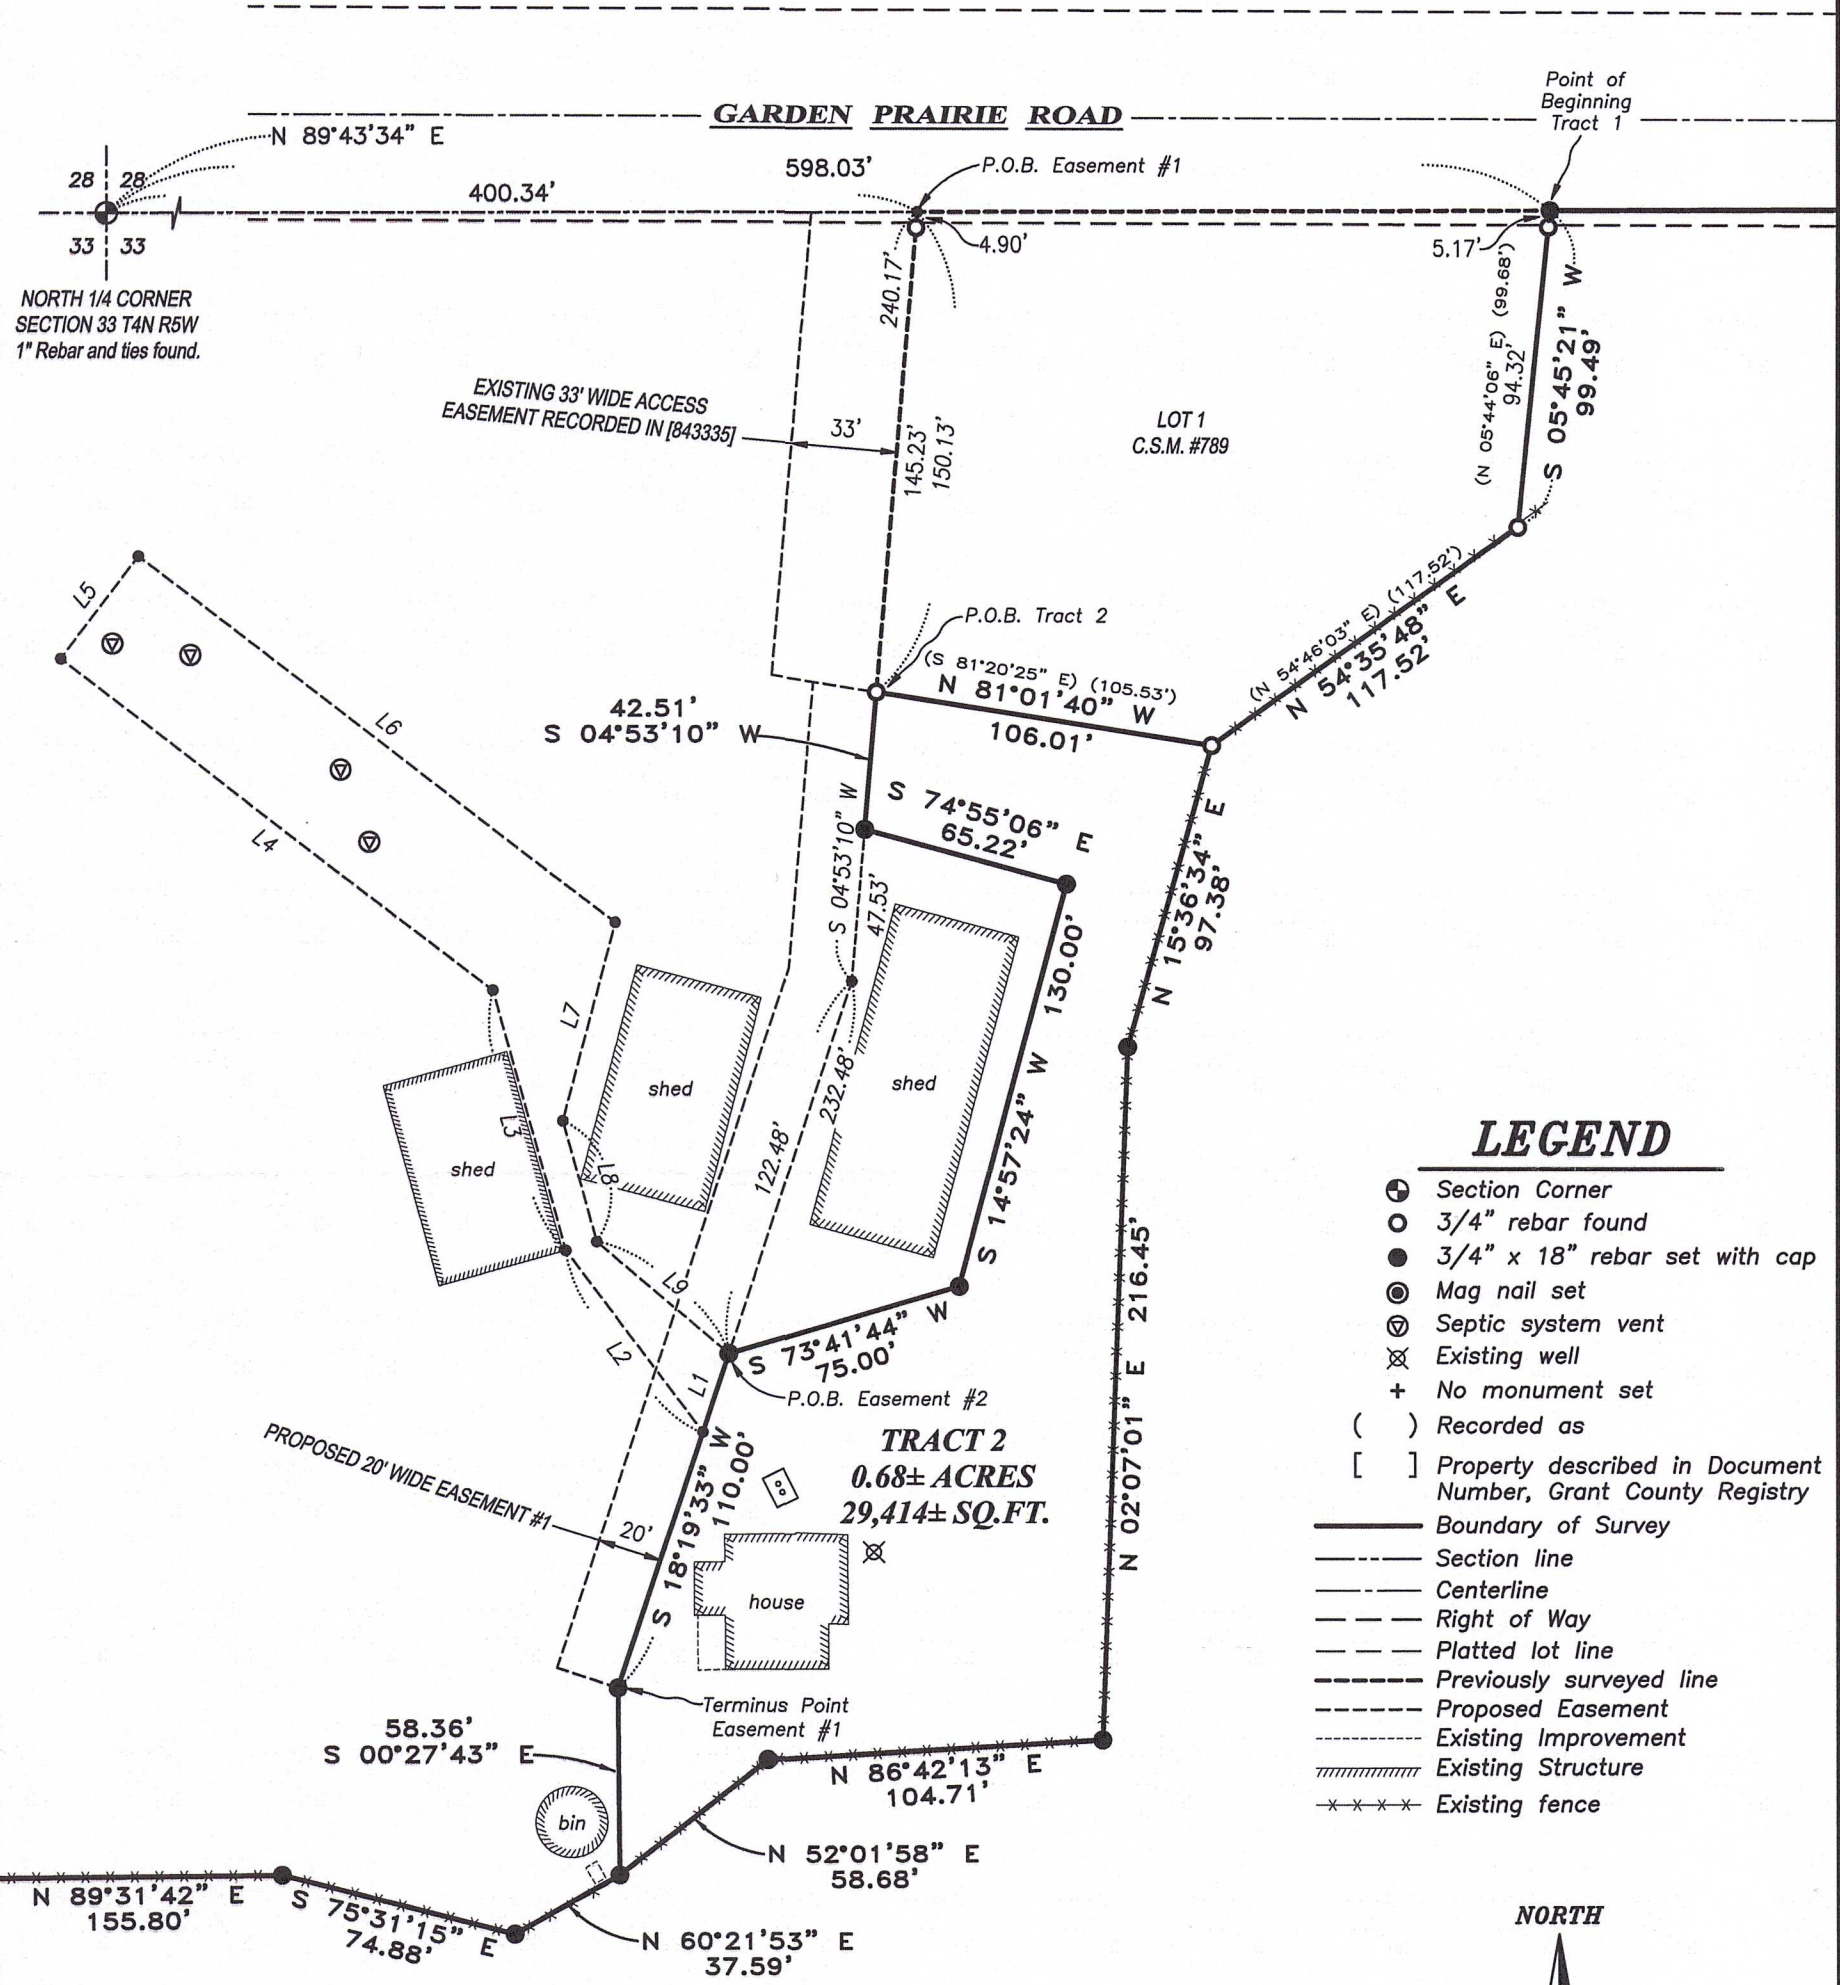 Point of
Beginning
Tract 1
GARDEN PRAIRIE ROAD
N 89°43'34" E
598.03'
P.O.B. Easement #1
28 28
400.34'
33 33
4.90'
5.17'
NORTH 1/4 CORNER
SECTION 33 T4N R5W
1" Rebar and ties found.
240.17'
(N 05°44'06" E) (99.68')
94.32'
S 05°45'21" W
99.49'
EXISTING 33' WIDE ACCESS
EASEMENT RECORDED IN [843335]
33'
145.23'
150.13'
LOT 1
C.S.M. #789
L5
P.O.B. Tract 2
(N 54°46'03" E) (117.52')
N 54°35'48" E
117.52'
(S 81°20'25" E) (105.53')
N 81°01'40" W
106.01'
42.51'
S 04°53'10" W
L6
L4
S 74°55'06" E
65.22'
S 04°53'10" W
47.53'
N 15°36'34" E
97.38'
130.00'
S 14°57'24" W
L7
shed
shed
shed
232.48'
122.48'
L3
L8
L9
L2
L1
S 73°41'44" W
75.00'
P.O.B. Easement #2
N 02°07'01" E 216.45'
TRACT 2
0.68± ACRES
29,414± SQ.FT.
PROPOSED 20' WIDE EASEMENT #1
20'
S 18°19'33" W
110.00'
house
Terminus Point
Easement #1
58.36'
S 00°27'43" E
N 86°42'13" E
104.71'
bin
N 52°01'58" E
58.68'
N 89°31'42" E
155.80'
S 75°31'15" E
74.88'
N 60°21'53" E
37.59'
LEGEND
Section Corner
3/4" rebar found
3/4" x 18" rebar set with cap
Mag nail set
Septic system vent
Existing well
+ No monument set
( ) Recorded as
[ ] Property described in Document
Number, Grant County Registry
Boundary of Survey
Section line
Centerline
Right of Way
Platted lot line
Previously surveyed line
Proposed Easement
Existing Improvement
Existing Structure
Existing fence
NORTH